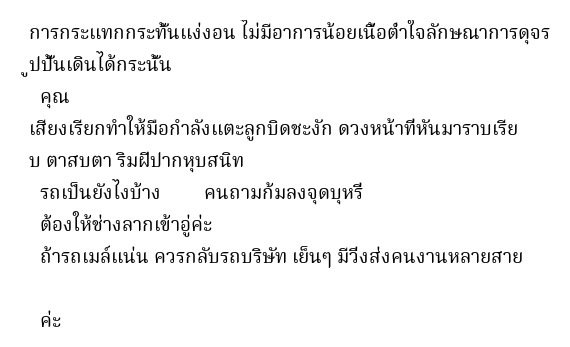 การกระแทกกระทั้นแง่งอน ไม่มีอาการน้อยเนื้อต่ำใจลักษณาการดุจร
ูปปั้นเดินได้กระนั้น
คุณ
เสียงเรียกทำให้มือกำลังแตะลูกบิดชะงัก ดวงหน้าที่หันมาราบเรีย
บ ตาสบตา ริมฝีปากหุบสนิท
รถเป็นยังไงบ้าง คนถามก้มลงจุดบุหรี่
ต้องให้ช่างลากเข้าอู่ค่ะ
ถ้ารถเมล์แน่น ควรกลับรถบริษัท เย็นๆ มีวิ่งส่งคนงานหลายสาย
ค่ะ